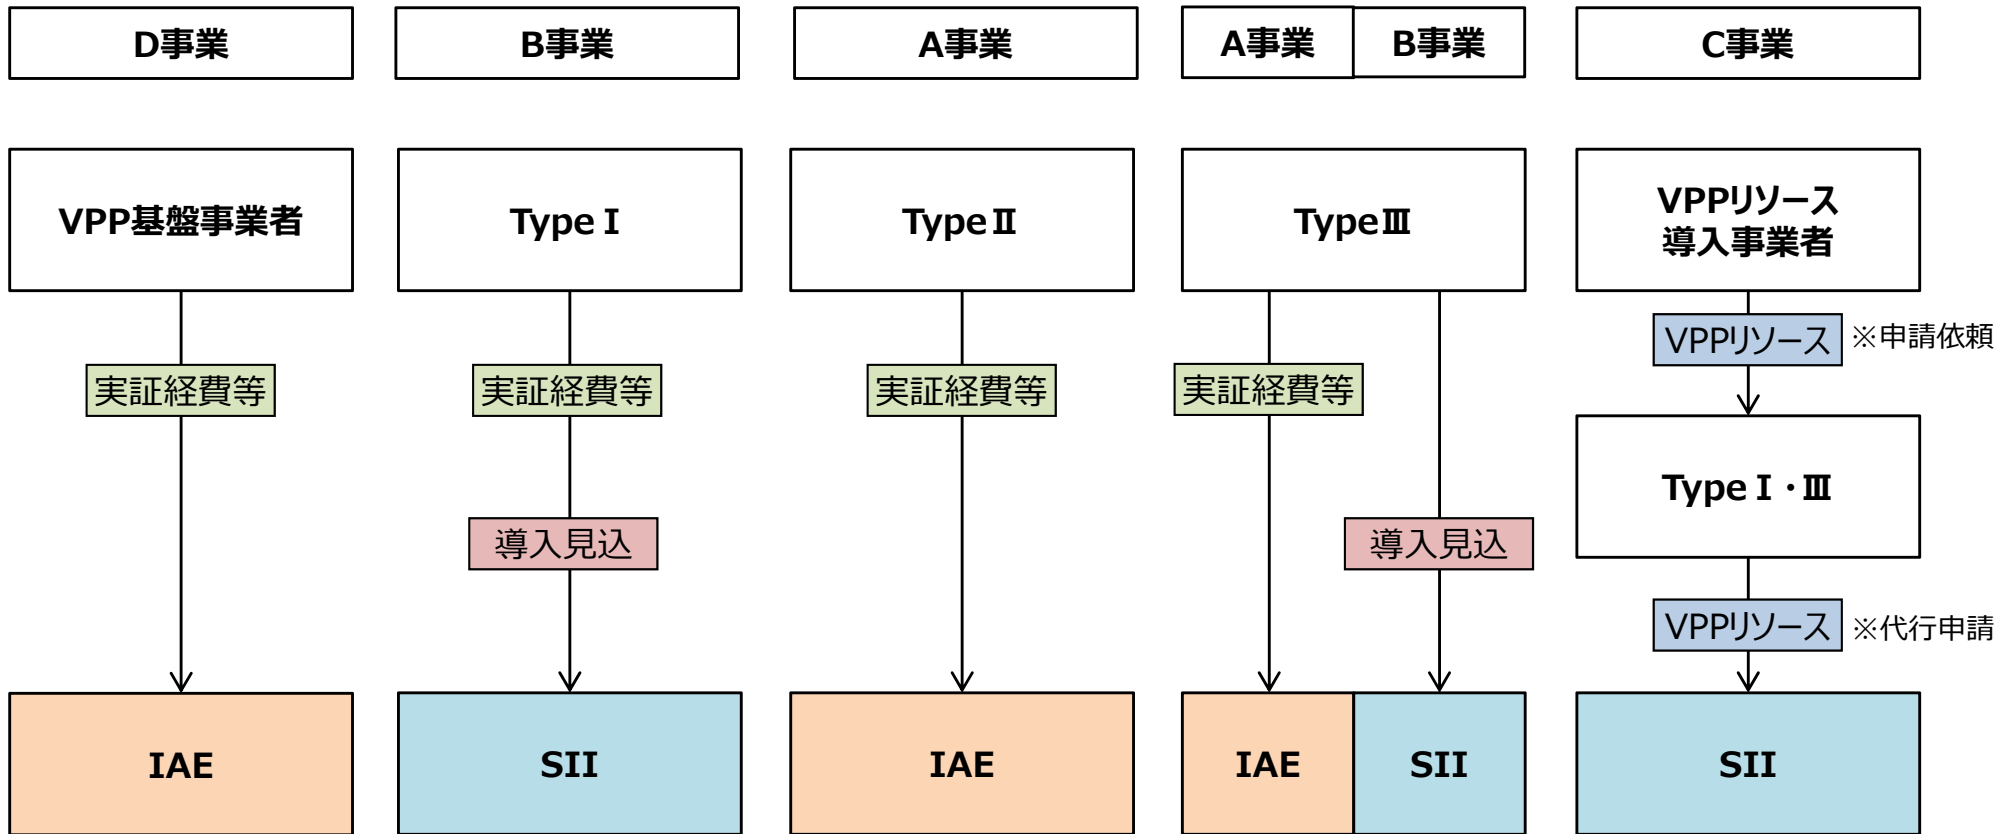 D事業
B事業
A事業
A事業
B事業
C事業
VPP基盤事業者
TypeⅠ
TypeⅡ
TypeⅢ
VPPリソース
導入事業者
VPPリソース
※申請依頼
実証経費等
実証経費等
実証経費等
実証経費等
TypeⅠ・Ⅲ
導入見込
導入見込
VPPリソース
※代行申請
IAE
SII
IAE
IAE
SII
SII